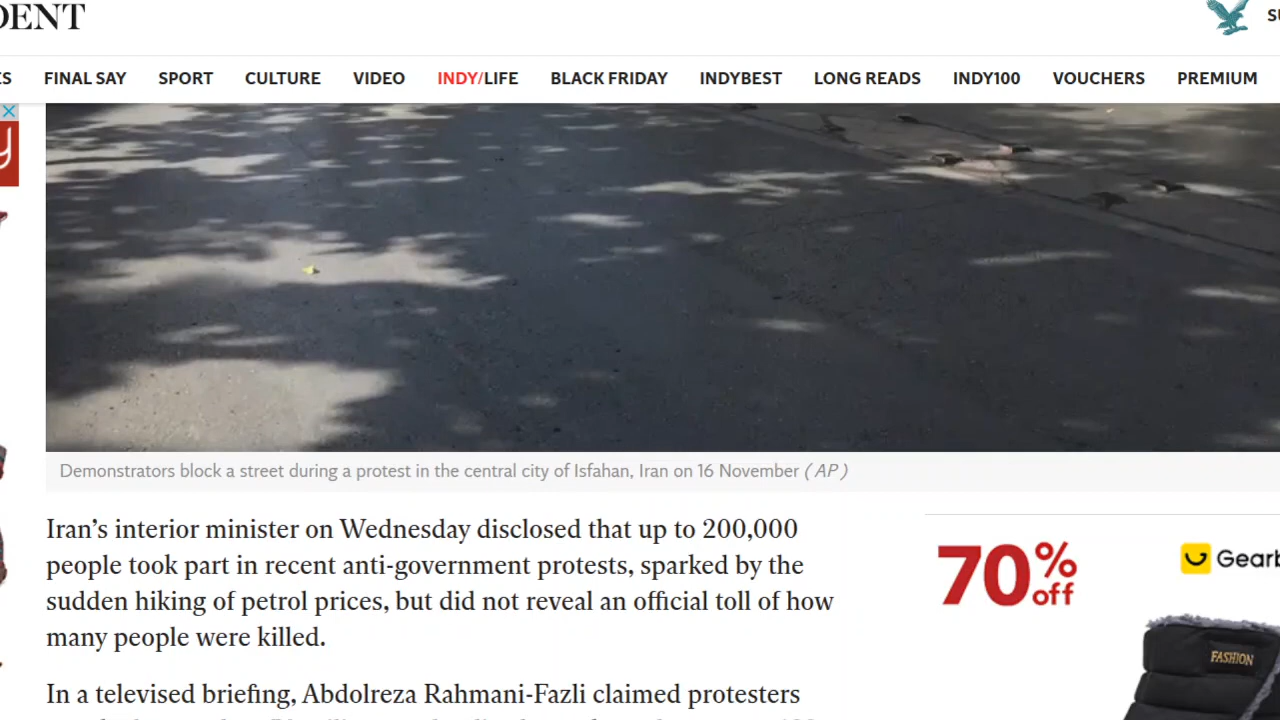 DENT
FINAL SAY SPORT CULTURE VIDEO INDY/LIFE BLACK FRIDAY INDYBEST LONG READS INDY100 VOUCHERS PREMIUM
Demonstrators block a street during a protest in the central city of Isfahan, Iran on 16 November ( AP )
Iran’s interior minister on Wednesday disclosed that up to 200,000
people took part in recent anti-government protests, sparked by the
sudden hiking of petrol prices, but did not reveal an official toll of how
many people were killed.
In a televised briefing, Abdolreza Rahmani-Fazli claimed protesters
70% off
Gearb
FASHION